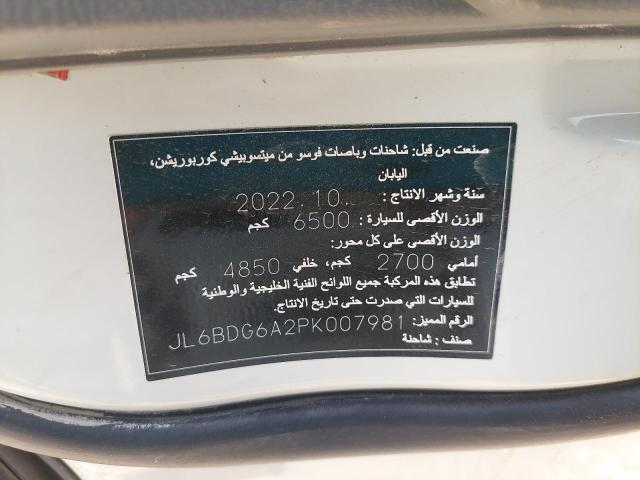 صنعت من قبل: شاحنات وباصات فوسو من ميتسوبيشي كوربوريشن،
اليابان
سنة وشهر الانتاج : 2022.10.
الوزن الأقصى للسيارة : 6500 كجم
الوزن الأقصى على كل محور:
أمامي 2700 كجم، خلفي 4850 كجم
تطابق هذه المركبة جميع اللوائح الفنية الخليجية والوطنية
للسيارات التي صدرت حتى تاريخ الانتاج.
الرقم المميز: JL6BDG6A2PK007981
صنف : شاحنة